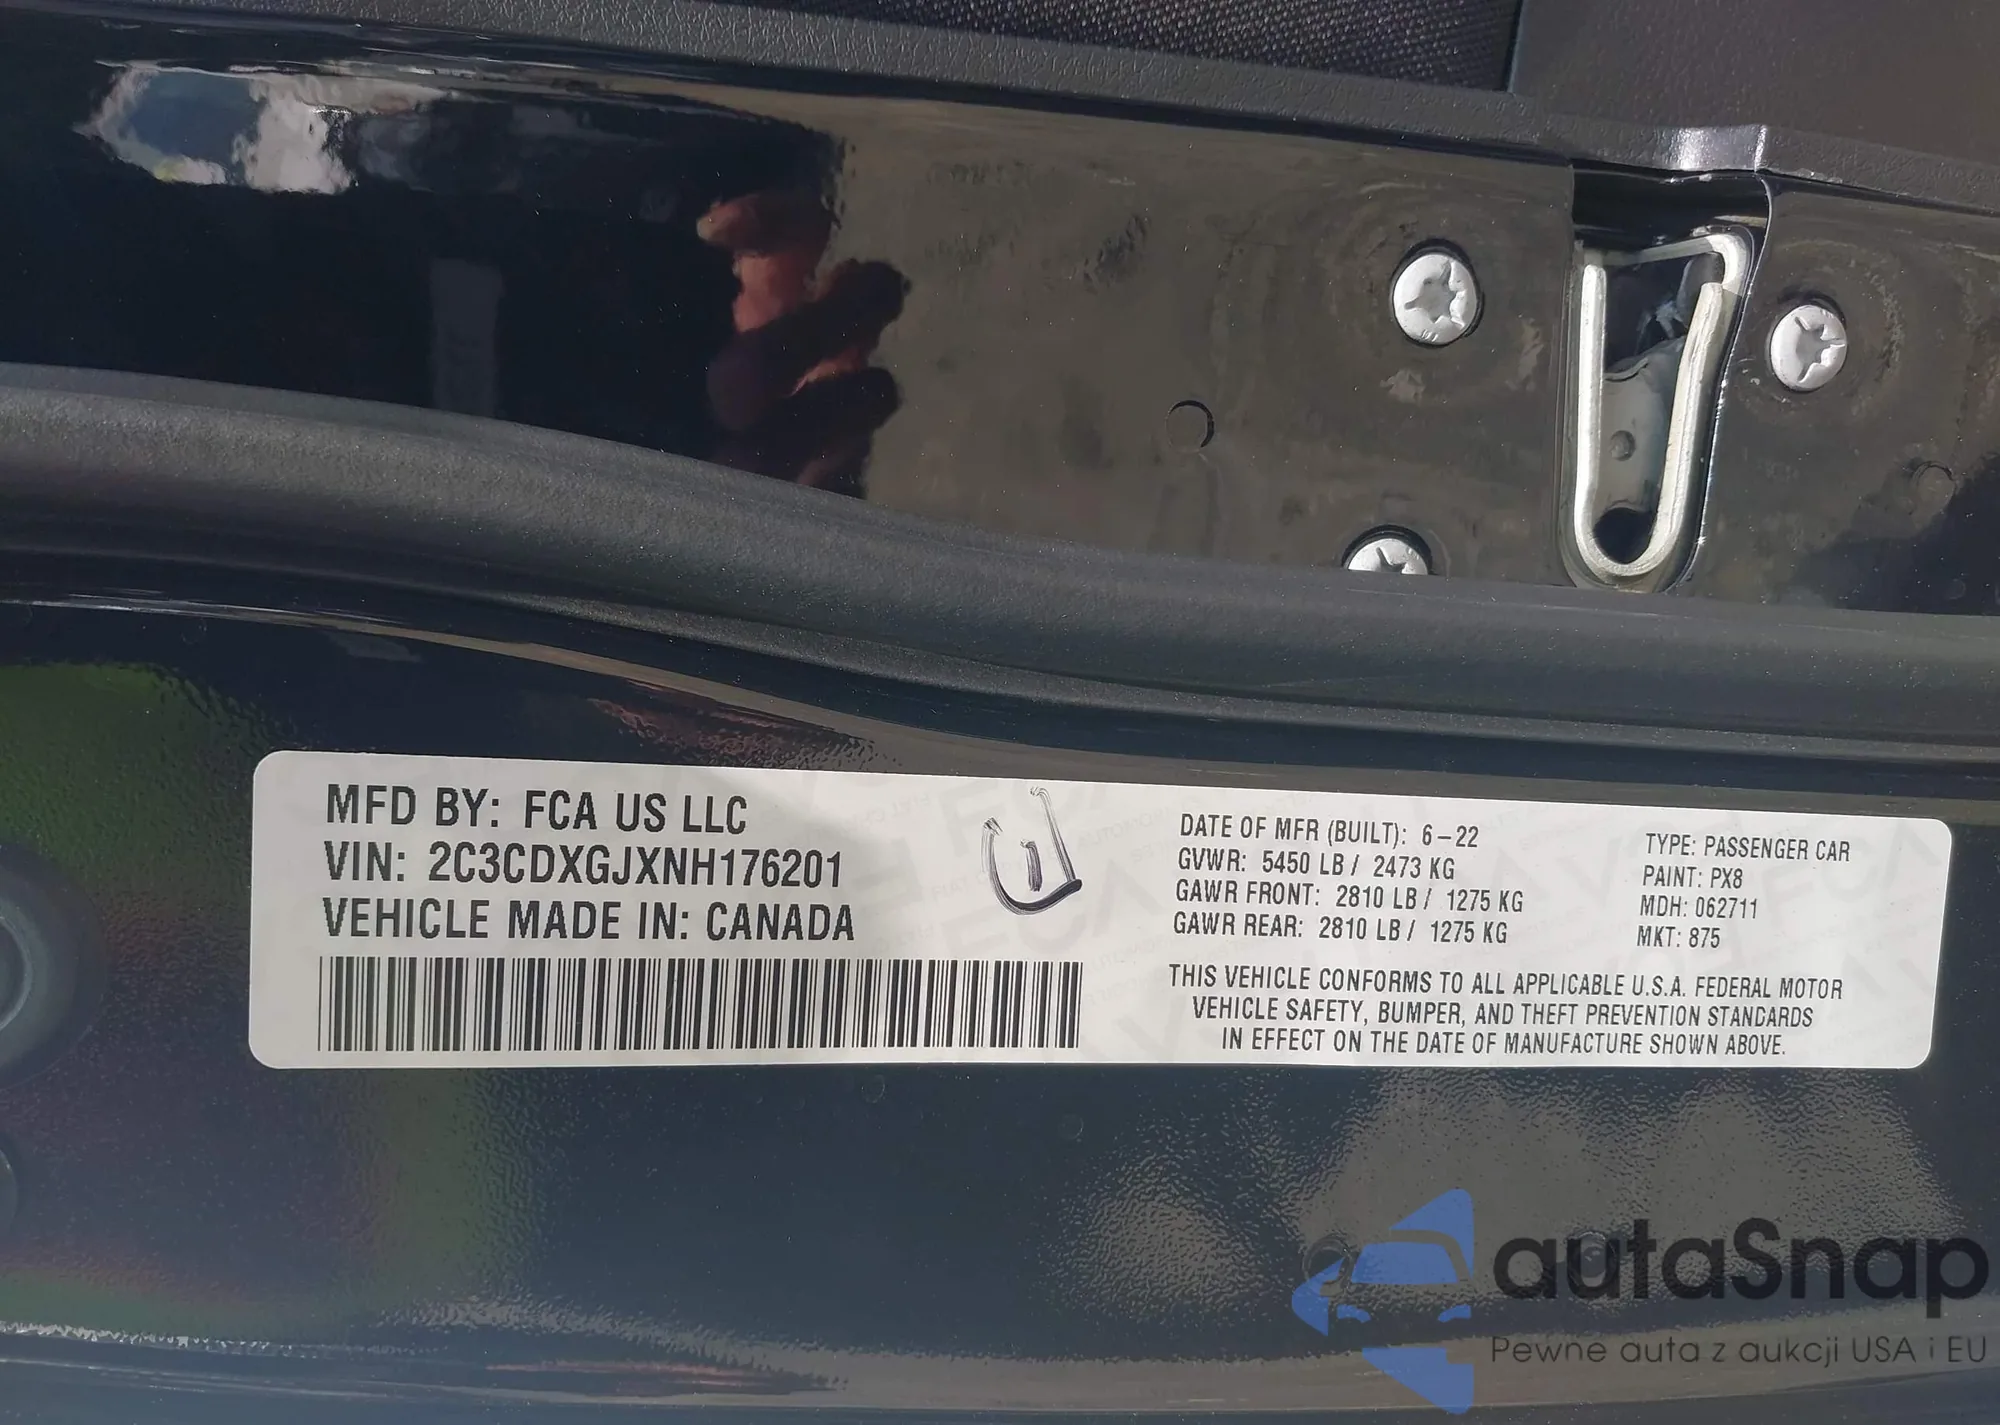 MFD BY: FCA US LLC
VIN: 2C3CDXGJXNH176201
VEHICLE MADE IN: CANADA
DATE OF MFR (BUILT): 6-22
GVWR: 5450 LB / 2473 KG
GAWR FRONT: 2810 LB / 1275 KG
GAWR REAR: 2810 LB / 1275 KG
TYPE: PASSENGER CAR
PAINT: PX8
MDH: 062711
MKT: 875
THIS VEHICLE CONFORMS TO ALL APPLICABLE U.S.A. FEDERAL MOTOR
VEHICLE SAFETY, BUMPER, AND THEFT PREVENTION STANDARDS
IN EFFECT ON THE DATE OF MANUFACTURE SHOWN ABOVE.
autaSnap
Pewne auta z aukcji USA i EU